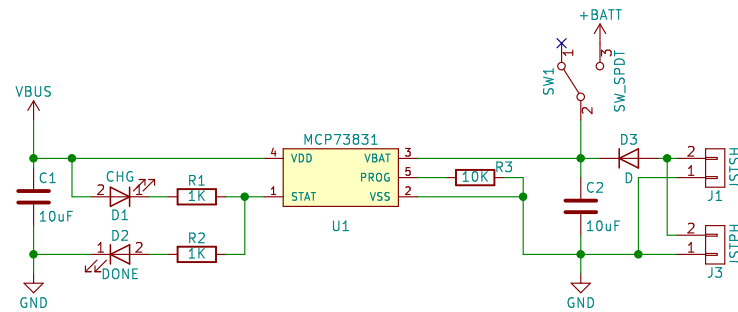 +BATT
1
3
SW1
SW_SPDT
2
VBUS
MCP73831
4
VDD
VBAT
3
D3
2
JSTSH
C1
CHG
R1
PROG
5
R3
10K
D
1
2
1K
1
STAT
VSS
2
C2
J1
10uF
D1
U1
10uF
D2
R2
2
JSTPH
1
2
1K
1
DONE
J3
GND
GND